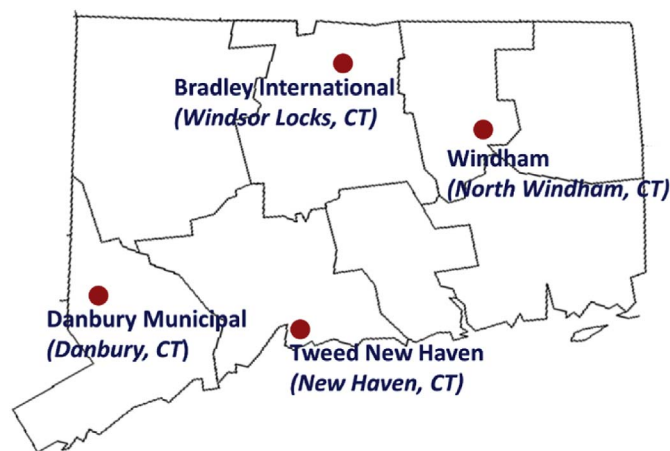 Bradley International
(Windsor Locks, CT)
Windham
(North Windham, CT)
Danbury Municipal
(Danbury, CT)
Tweed New Haven
(New Haven, CT)